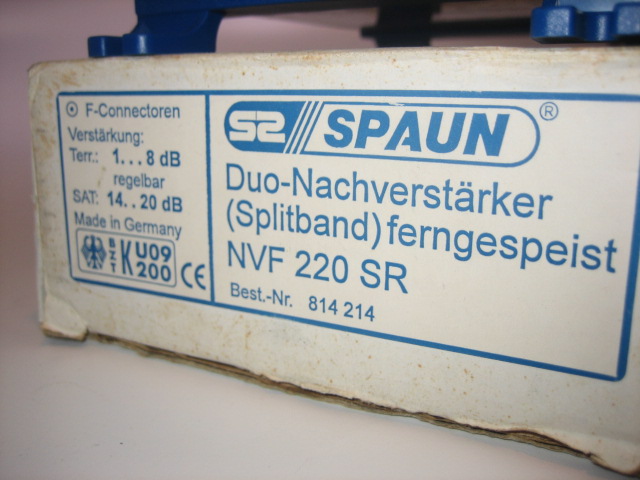 F-Connectoren
Verstärkung:
Terr.: 1...8 dB
regelbar
SAT: 14..20 dB
Made in Germany
BZT
K U09
200
CE
SPAUN ®
Duo-Nachverstärker
(Splitband) ferngespeist
NVF 220 SR
Best.-Nr. 814 214